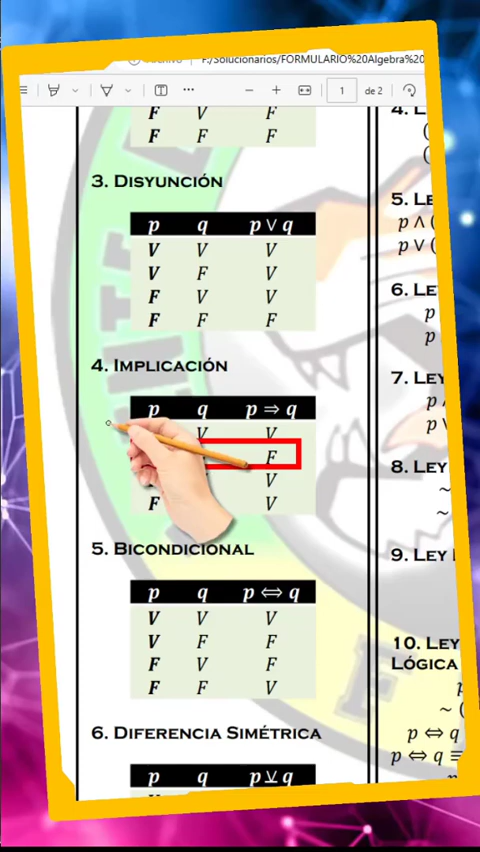 F:/Solucionarios/FORMULARIO%20Algebra%20
1 de 2
F V F
F F F
3. DISYUNCIÓN
p q p ∨ q
V V V
V F V
F V V
F F F
4. IMPLICACIÓN
p q p ⇒ q
V V
F
V
F V
5. BICONDICIONAL
p q p ⇔ q
V V V
V F F
F V F
F F V
6. DIFERENCIA SIMÉTRICA
p q p ⊻ q
4. L
(
(
5. LE
p ∧ (
p ∨ (
6. LE
p
p
7. LEY
p ∧
p ∨
8. LEY
~
~
9. LEY
10. LEY
LÓGICA
~ (
p ⇔ q
p ⇔ q ≡